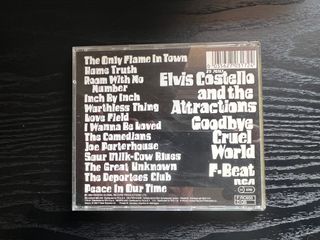 The Only Flame in Town
Home Truth
Room With No
Number
Inch By Inch
Worthless Thing
Love Field
I Wanna Be Loved
The Comedians
Joe Porterhouse
Sour Milk-Cow Blues
The Great Unknown
The Deportees Club
Peace in Our Time
Elvis Costello
and the
Attractions
Goodbye
Cruel
World
F-Beat
RCA